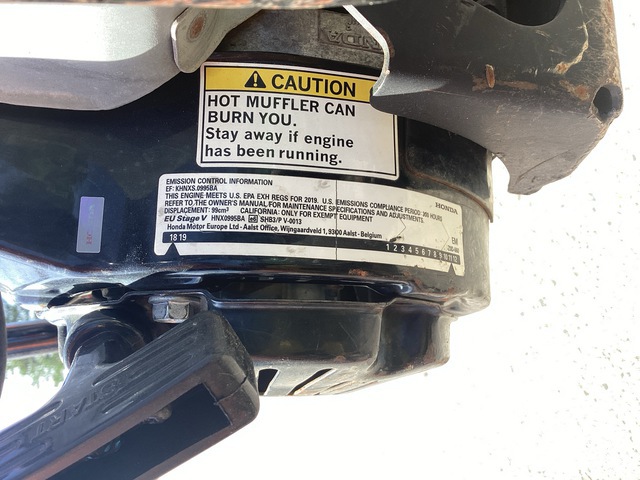 HONDA
CAUTION
HOT MUFFLER CAN
BURN YOU.
Stay away if engine
has been running.
EMISSION CONTROL INFORMATION
EF: KHNXS.0995BA
THIS ENGINE MEETS U.S. EPA EXH REGS FOR 2019. U.S. EMISSIONS COMPLIANCE PERIOD: 300 HOURS
REFER TO THE OWNER'S MANUAL FOR MAINTENANCE SPECIFICATIONS AND ADJUSTMENTS.
DISPLACEMENT: 99cm³ CALIFORNIA: ONLY FOR EXEMPT EQUIPMENT
EU Stage V HNX0995BA SHB3/P V-0013
Honda Motor Europe Ltd - Aalst Office, Wijngaardveld 1, 9300 Aalst - Belgium
HONDA
EM
18 19
1 2 3 4 5 6 7 8 9 10 11 12
START